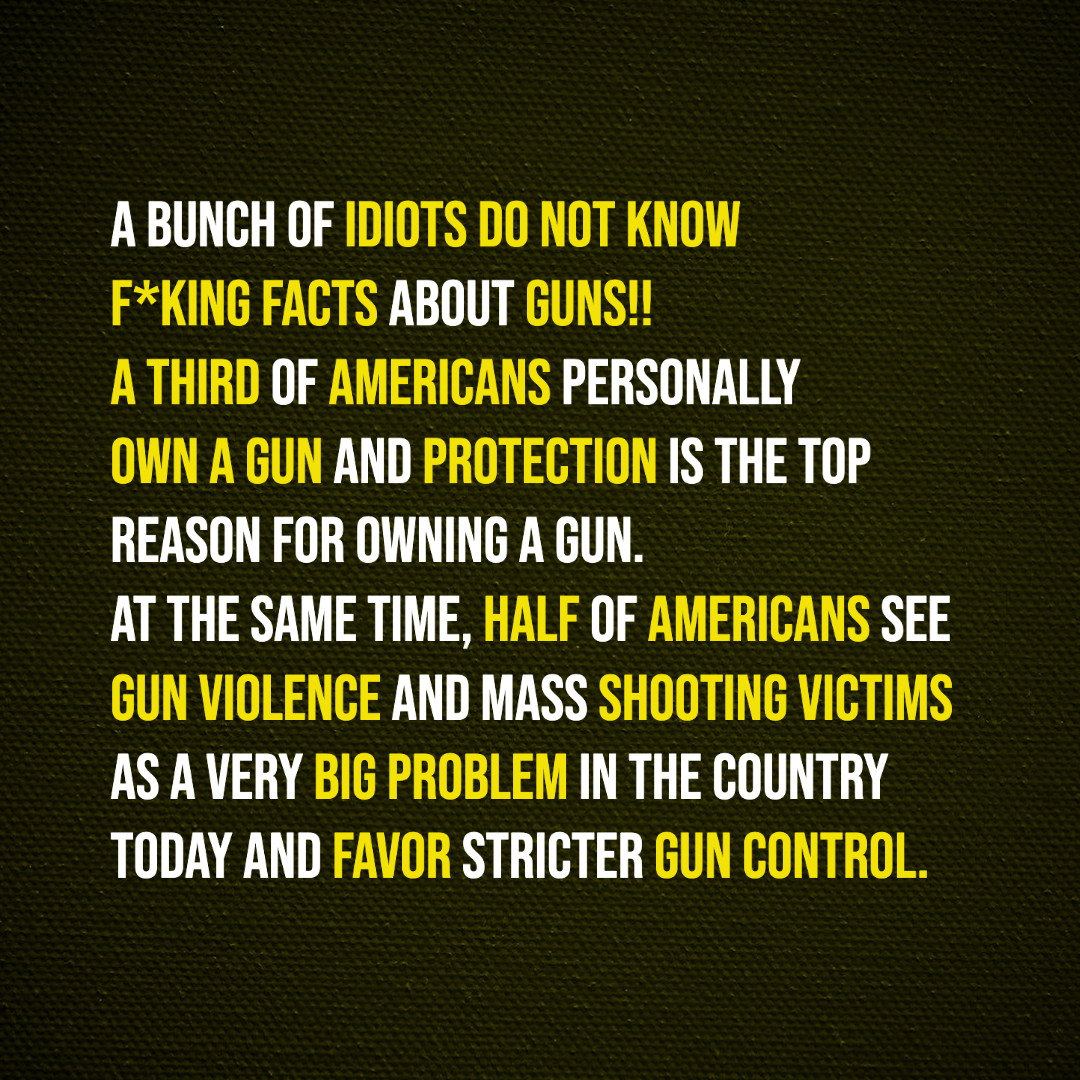 A BUNCH OF IDIOTS DO NOT KNOW
F*KING FACTS ABOUT GUNS!!
A THIRD OF AMERICANS PERSONALLY
OWN A GUN AND PROTECTION IS THE TOP
REASON FOR OWNING A GUN.
AT THE SAME TIME, HALF OF AMERICANS SEE
GUN VIOLENCE AND MASS SHOOTING VICTIMS
AS A VERY BIG PROBLEM IN THE COUNTRY
TODAY AND FAVOR STRICTER GUN CONTROL.